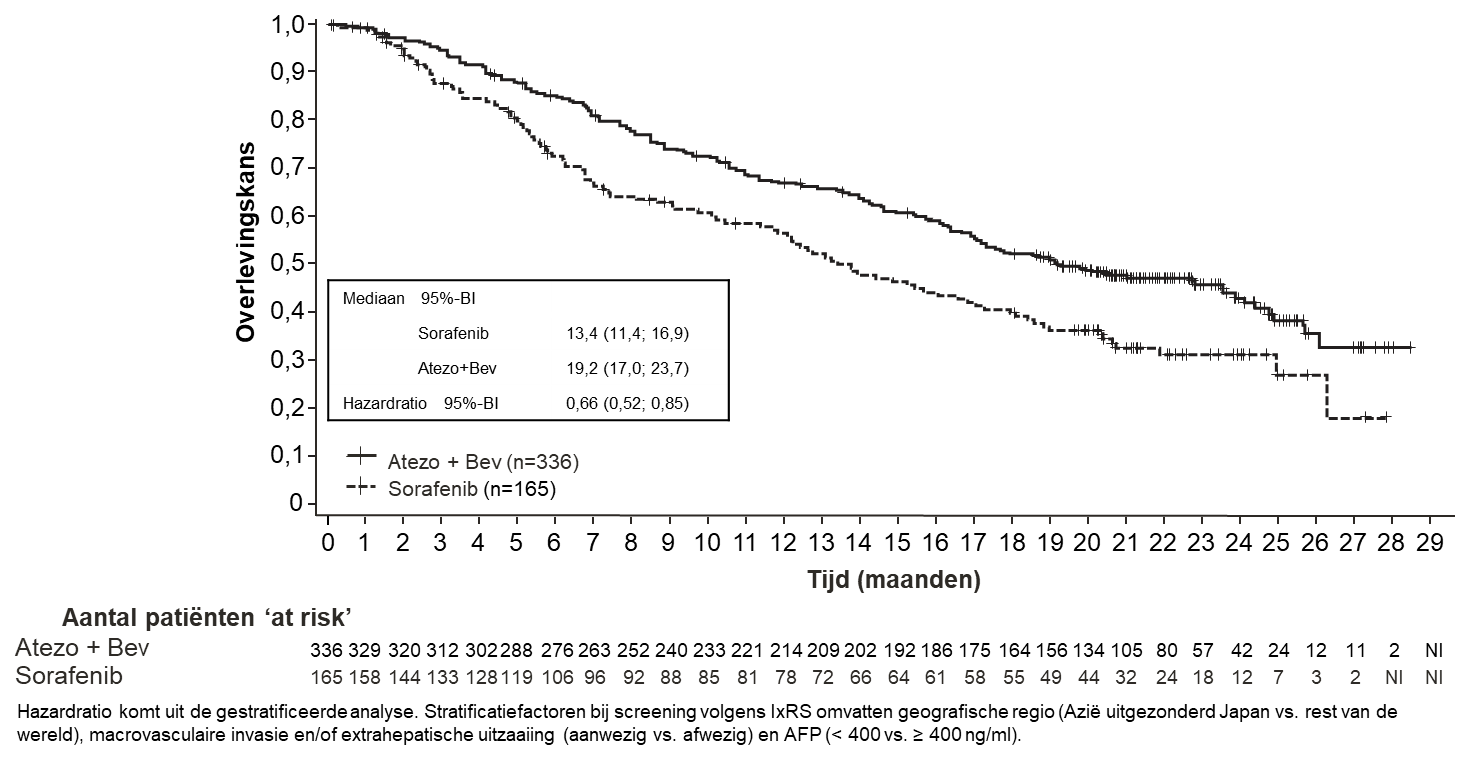 1,0
0,9
0,8
0,7
0,6
0,5
0,4
0,3
0,2
0,1
0
Overlevingskans
Mediaan 95%-BI
Sorafenib 13,4 (11,4; 16,9)
Atezo+Bev 19,2 (17,0; 23,7)
Hazardratio 95%-BI 0,66 (0,52; 0,85)
Atezo + Bev (n=336)
Sorafenib (n=165)
0 1 2 3 4 5 6 7 8 9 10 11 12 13 14 15 16 17 18 19 20 21 22 23 24 25 26 27 28 29
Tijd (maanden)
Aantal patiënten ‘at risk’
Atezo + Bev 336 329 320 312 302 288 276 263 252 240 233 221 214 209 202 192 186 175 164 156 134 105 80 57 42 24 12 11 2 NI
Sorafenib 165 158 144 133 128 119 106 96 92 88 85 81 78 72 66 64 61 58 55 49 44 32 24 18 12 7 3 2 NI NI
Hazardratio komt uit de gestratificeerde analyse. Stratificatiefactoren bij screening volgens IxRS omvatten geografische regio (Azië uitgezonderd Japan vs. rest van de
wereld), macrovasculaire invasie en/of extrahepatische uitzaaiing (aanwezig vs. afwezig) en AFP (< 400 vs. ≥ 400 ng/ml).